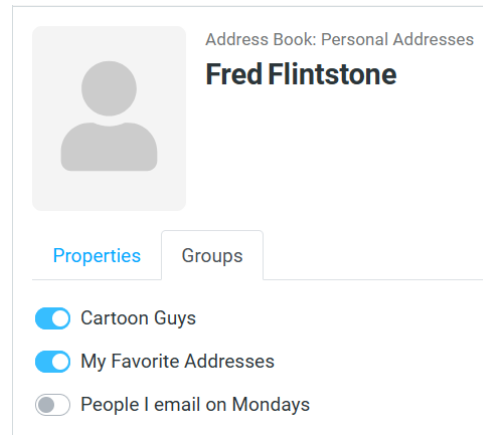 Address Book: Personal Addresses
Fred Flintstone
Properties Groups
Cartoon Guys
My Favorite Addresses
People I email on Mondays